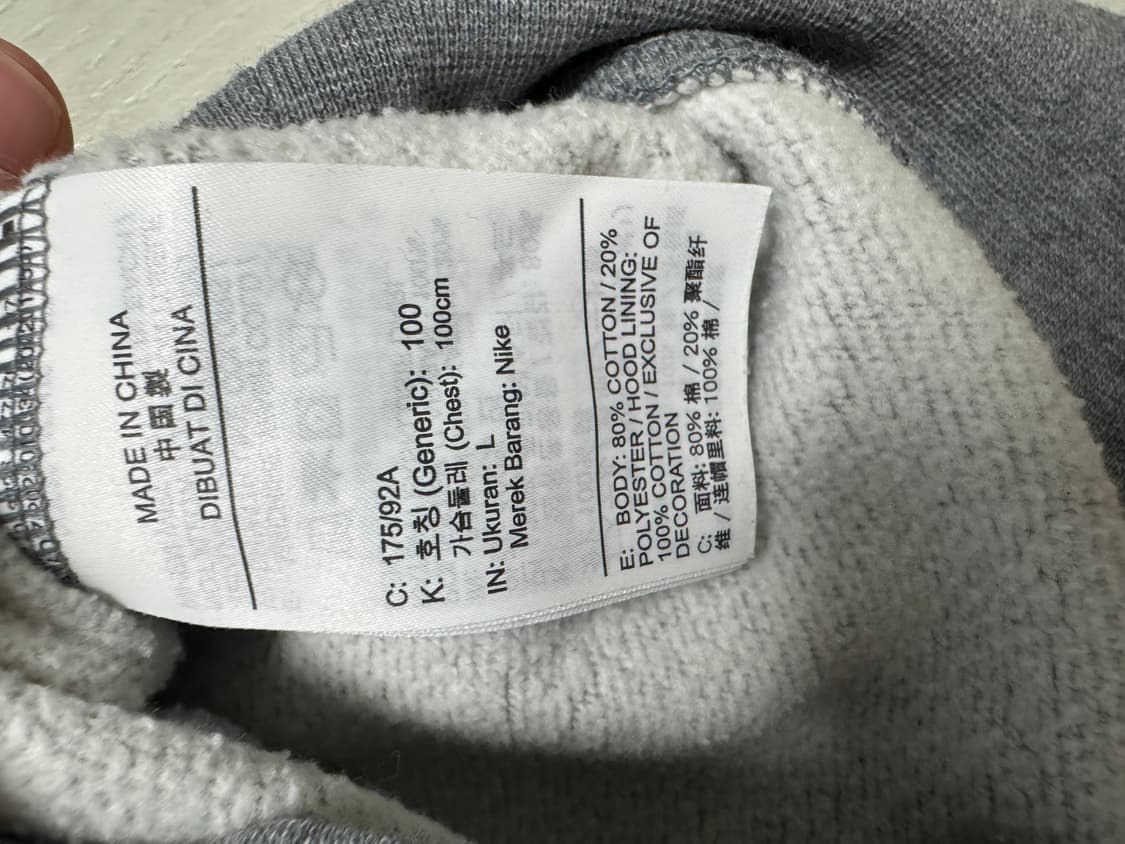 MADE IN CHINA
中国製
DIBUAT DI CINA
C: 175/92A
K: 호칭 (Generic): 100
가슴둘레 (Chest): 100cm
IN: Ukuran: L
Merek Barang: Nike
E: BODY: 80% COTTON / 20%
POLYESTER / HOOD LINING:
100% COTTON / EXCLUSIVE OF
DECORATION
C: 面料: 80% 棉 / 20% 聚酯纤
维 / 连帽里料: 100% 棉 /